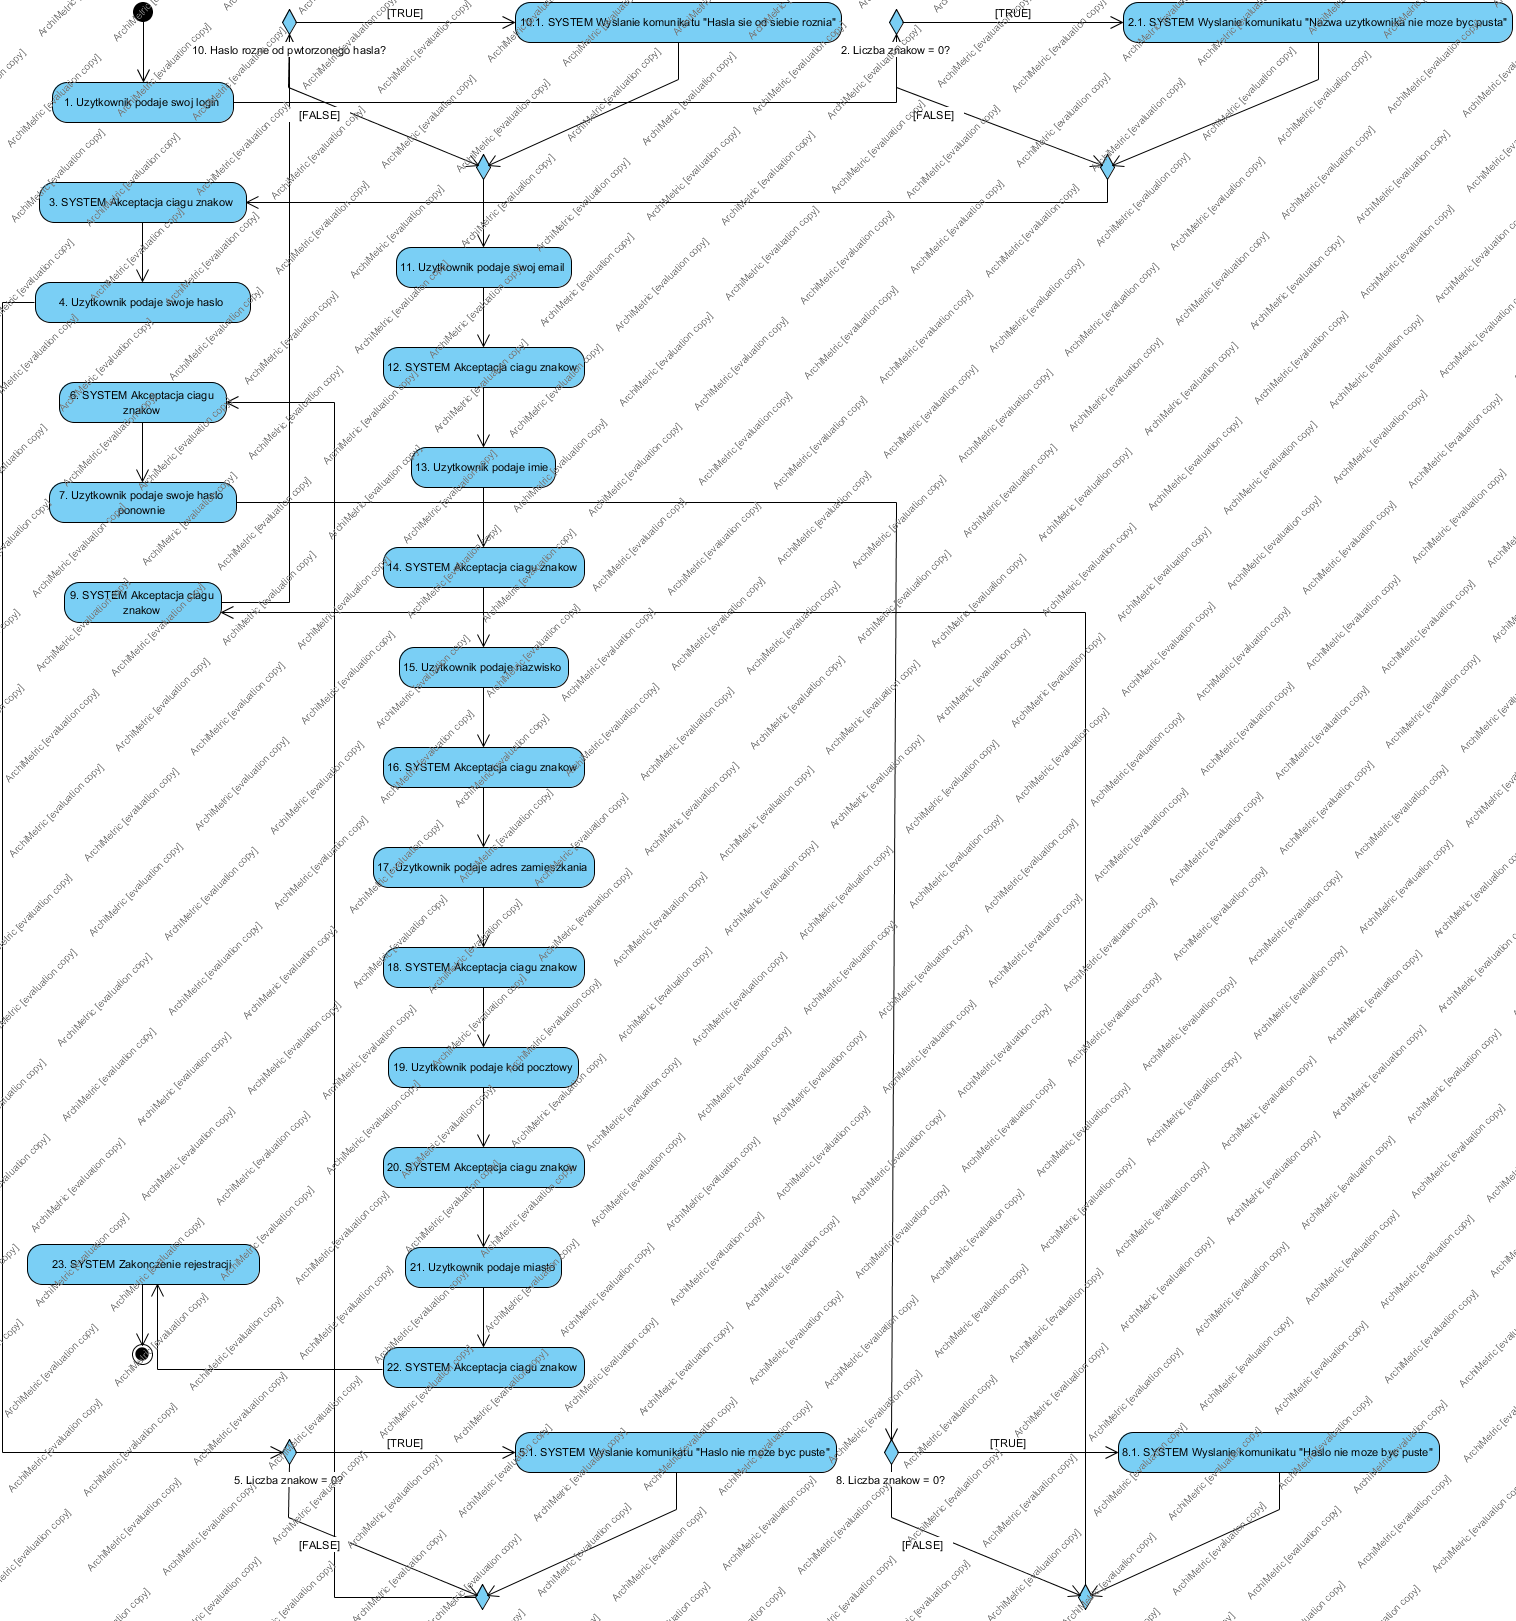 [TRUE]
10.1. SYSTEM Wyslanie komunikatu "Hasla sie od siebie roznia"
[TRUE]
2.1. SYSTEM Wyslanie komunikatu "Nazwa uzytkownika nie moze byc pusta"
10. Haslo rozne od pwtorzonego hasla?
2. Liczba znakow = 0?
1. Uzytkownik podaje swoj login
[FALSE]
[FALSE]
3. SYSTEM Akceptacja ciagu znakow
11. Uzytkownik podaje swoj email
4. Uzytkownik podaje swoje haslo
12. SYSTEM Akceptacja ciagu znakow
6. SYSTEM Akceptacja ciagu
znakow
13. Uzytkownik podaje imie
7. Uzytkownik podaje swoje haslo
ponownie
14. SYSTEM Akceptacja ciagu znakow
9. SYSTEM Akceptacja ciagu
znakow
15. Uzytkownik podaje nazwisko
16. SYSTEM Akceptacja ciagu znakow
17. Uzytkownik podaje adres zamieszkania
18. SYSTEM Akceptacja ciagu znakow
19. Uzytkownik podaje kod pocztowy
20. SYSTEM Akceptacja ciagu znakow
23. SYSTEM Zakonczenie rejestracji
21. Uzytkownik podaje miasto
22. SYSTEM Akceptacja ciagu znakow
[TRUE]
5.1. SYSTEM Wyslanie komunikatu "Haslo nie moze byc puste"
[TRUE]
8.1. SYSTEM Wyslanie komunikatu "Haslo nie moze byc puste"
5. Liczba znakow = 0?
8. Liczba znakow = 0?
[FALSE]
[FALSE]
ArchiMetric [evaluation copy]